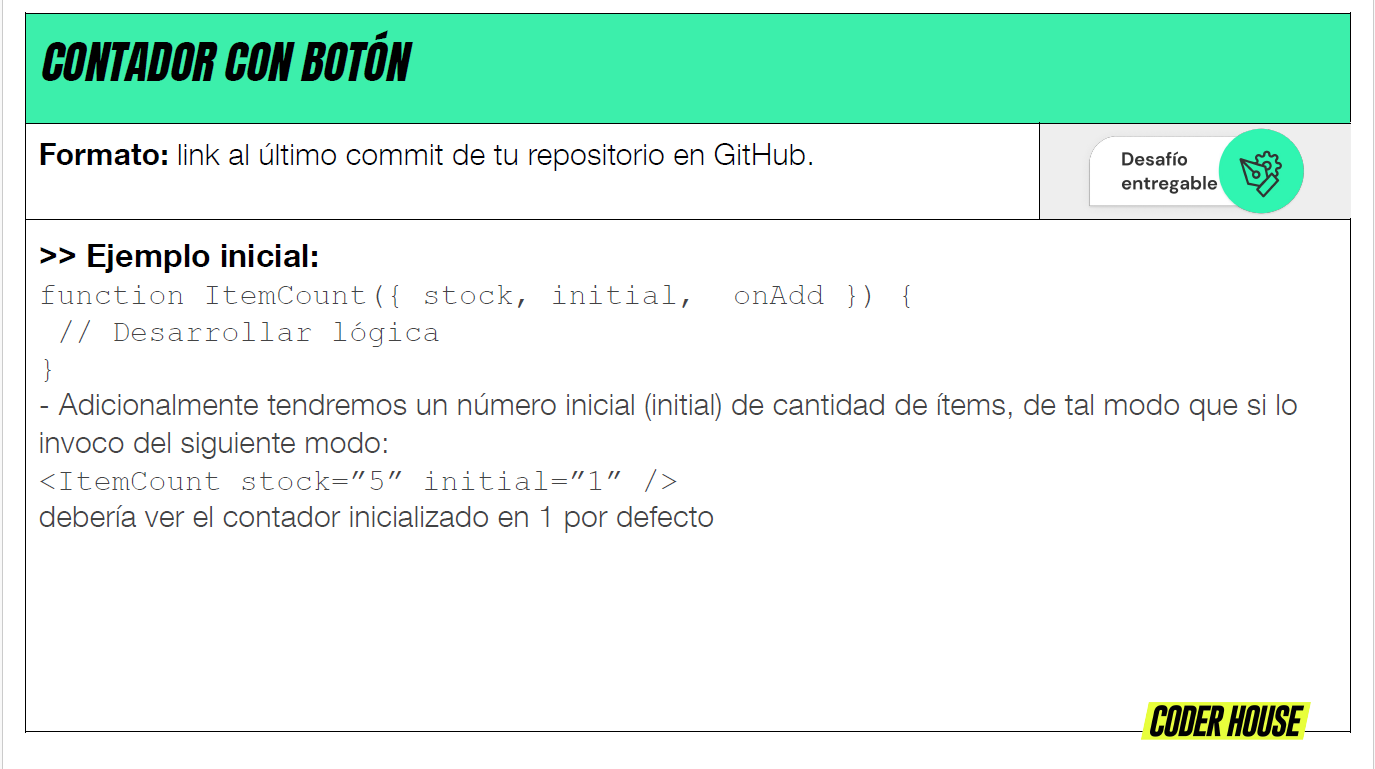 CONTADOR CON BOTÓN
Formato: link al último commit de tu repositorio en GitHub.
Desafío
entregable
>> Ejemplo inicial:
function ItemCount({ stock, initial,  onAdd }) {
 // Desarrollar lógica
}
- Adicionalmente tendremos un número inicial (initial) de cantidad de ítems, de tal modo que si lo
invoco del siguiente modo:
<ItemCount stock=”5” initial=”1” />
debería ver el contador inicializado en 1 por defecto
CODER HOUSE